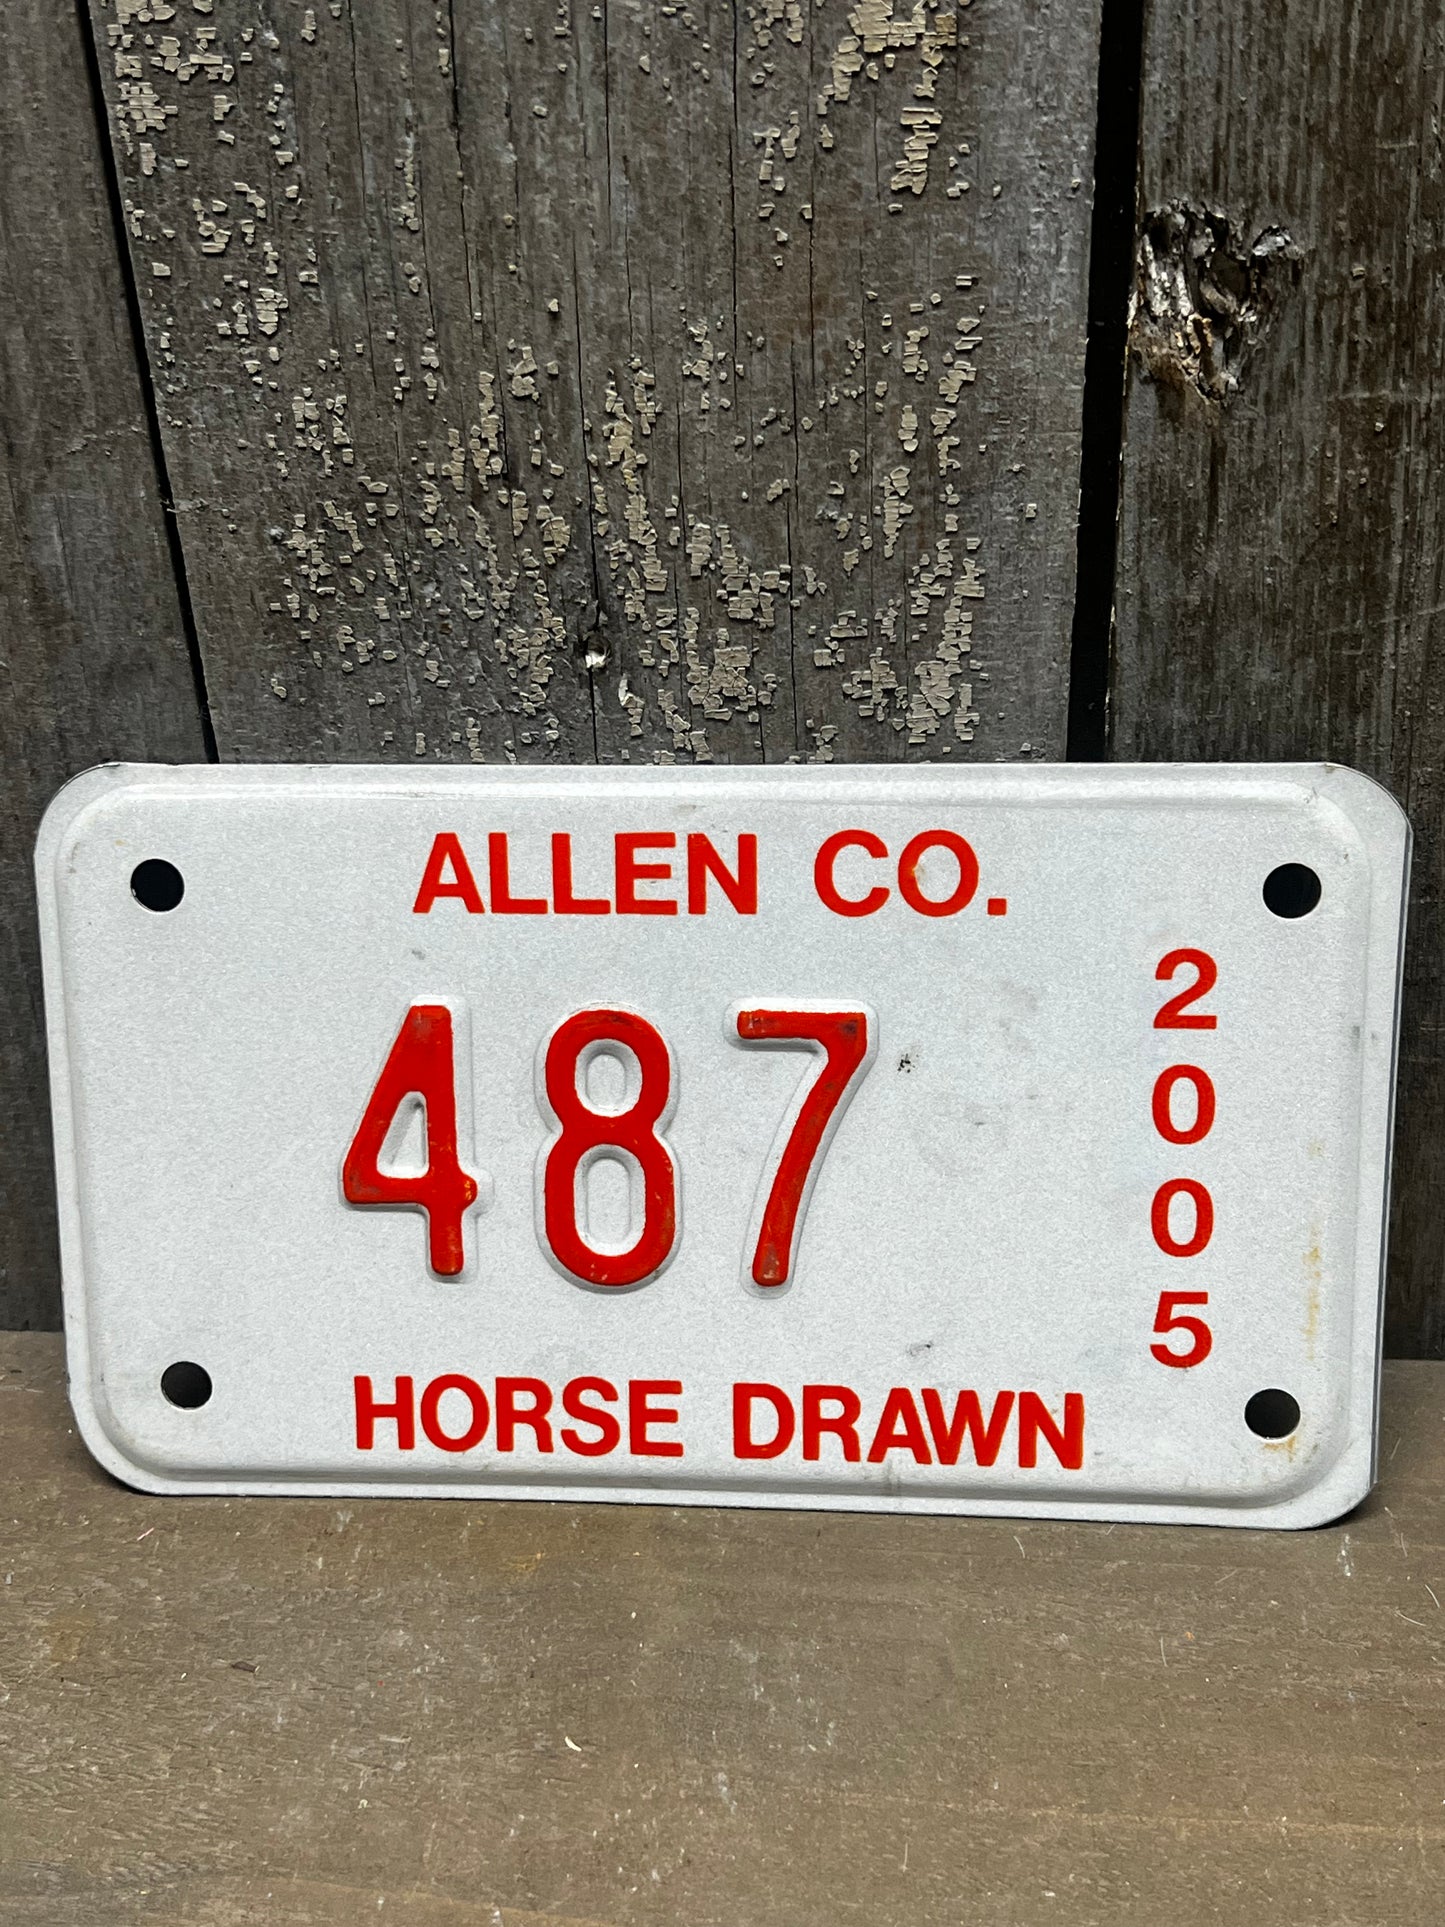 ALLEN CO.
487
2005
HORSE DRAWN